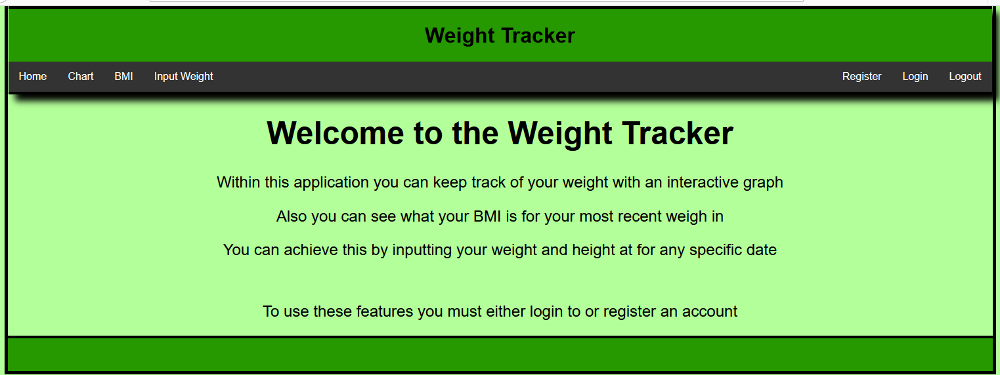 Weight Tracker
Home Chart BMI Input Weight Register Login Logout
Welcome to the Weight Tracker
Within this application you can keep track of your weight with an interactive graph
Also you can see what your BMI is for your most recent weigh in
You can achieve this by inputting your weight and height at for any specific date
To use these features you must either login to or register an account